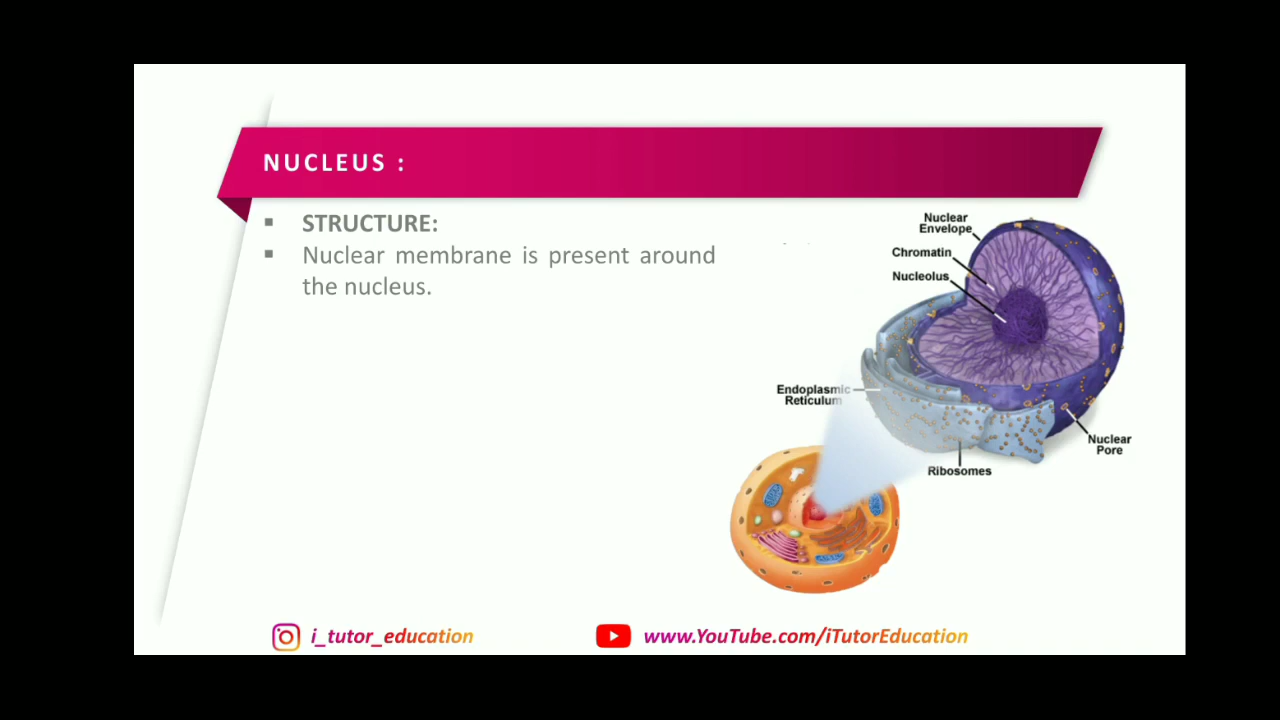 NUCLEUS :
STRUCTURE:
Nuclear membrane is present around
the nucleus.
Nuclear
Envelope
Chromatin
Nucleolus
Endoplasmic
Reticulum
Nuclear
Pore
Ribosomes
i_tutor_education
www.YouTube.com/iTutorEducation